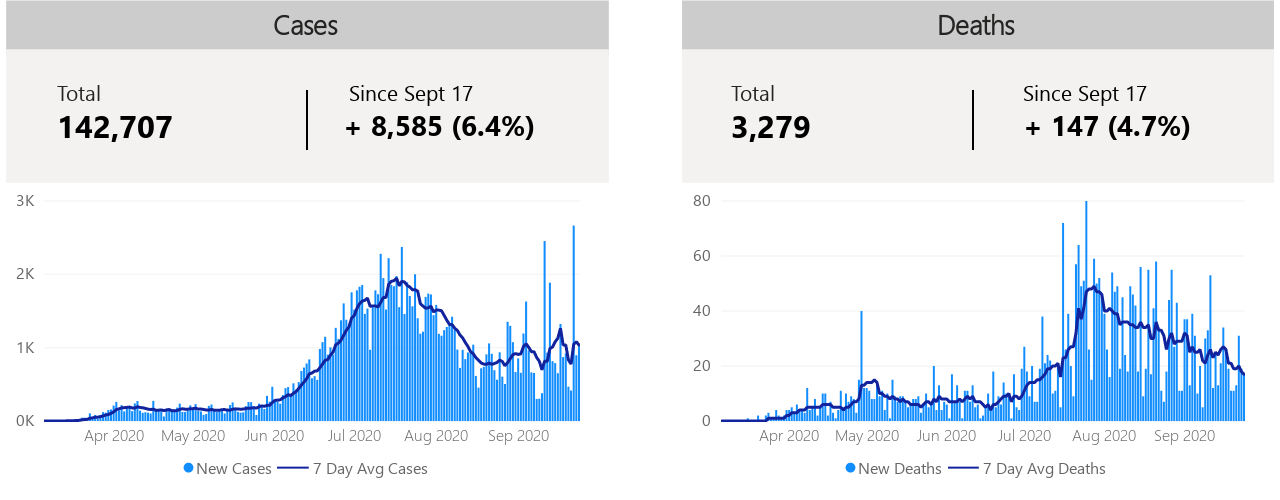 Cases
Total
142,707
Since Sept 17
+ 8,585 (6.4%)
3K
2K
1K
0K
Apr 2020 May 2020 Jun 2020 Jul 2020 Aug 2020 Sep 2020
New Cases 7 Day Avg Cases
Deaths
Total
3,279
Since Sept 17
+ 147 (4.7%)
80
60
40
20
0
Apr 2020 May 2020 Jun 2020 Jul 2020 Aug 2020 Sep 2020
New Deaths 7 Day Avg Deaths